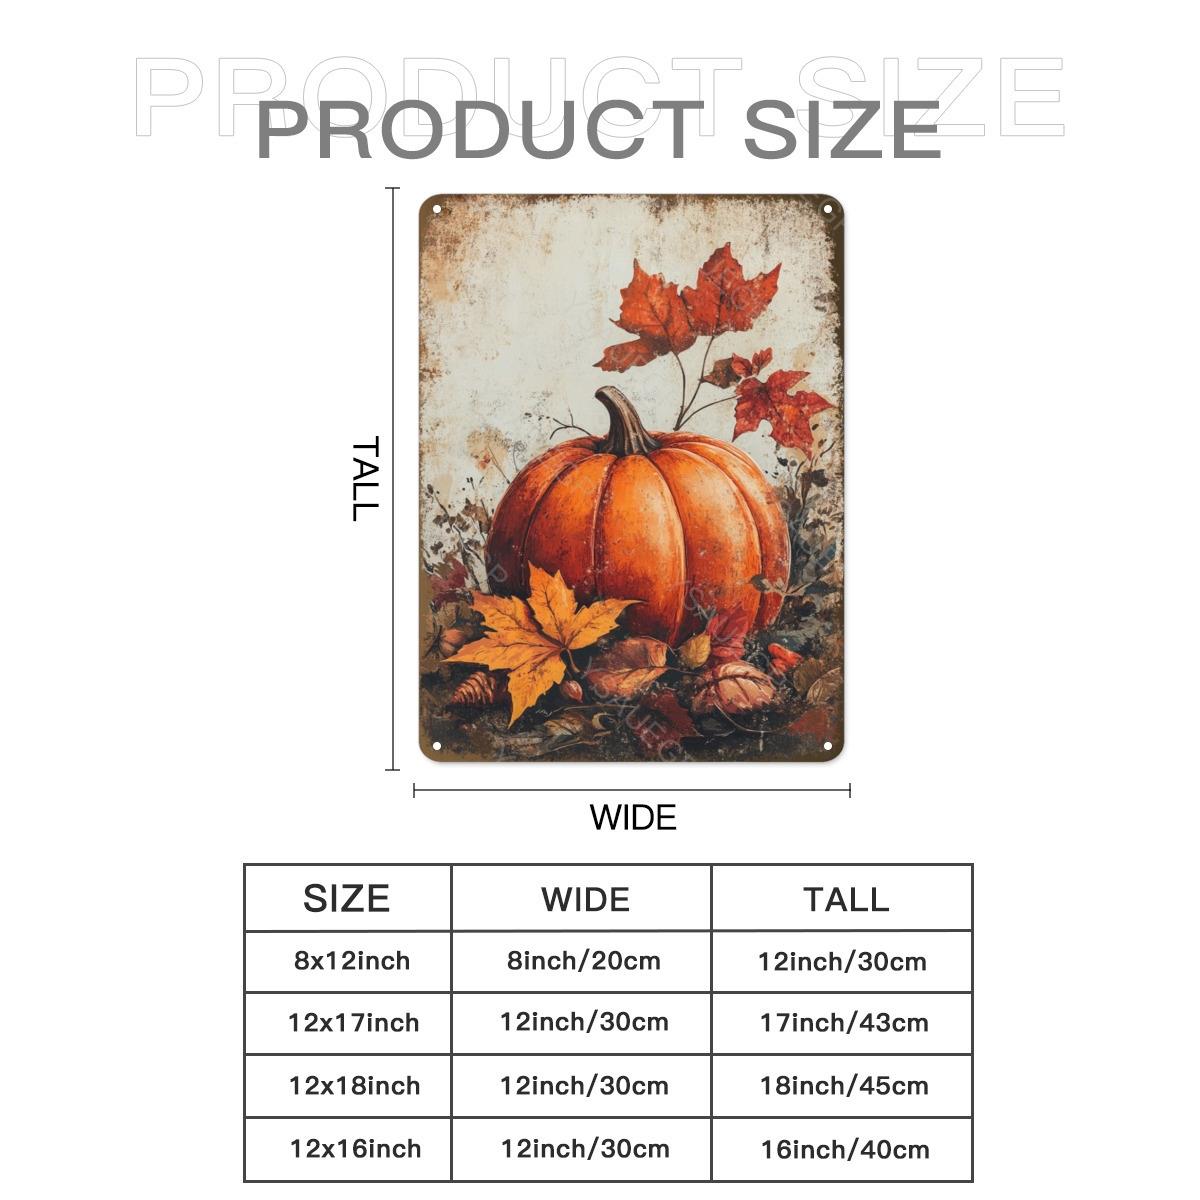 PRODUCT SIZE
PRODUCT SIZE
TALL
WIDE
SIZE WIDE TALL
8x12inch 8inch/20cm 12inch/30cm
12x17inch 12inch/30cm 17inch/43cm
12x18inch 12inch/30cm 18inch/45cm
12x16inch 12inch/30cm 16inch/40cm